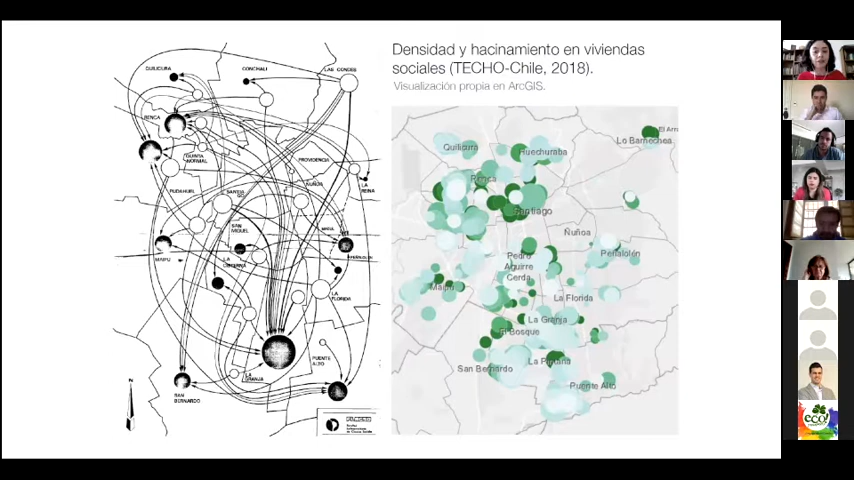 Densidad y hacinamiento en viviendas
sociales (TECHO-Chile, 2018).
Visualización propia en ArcGIS.
QUILICURA
CONCHALI
LAS CONDES
RENCA
QUINTA
NORMAL
PROVIDENCIA
PUDAHUEL
ÑUÑOA
LA
REINA
SAN
MIGUEL
MAIPU
LA
LA
FLORIDA
PUENTE
ALTO
LA
GRANJA
SAN
BERNARDO
N
Quilicura
Huechuraba
Lo Barnechea
Renca
Santiago
Ñuñoa
Peñalolén
Pedro
Aguirre
Cerda
Maipú
La Florida
La Granja
El Bosque
San Bernardo
La Pintana
Puente Alto
eco!